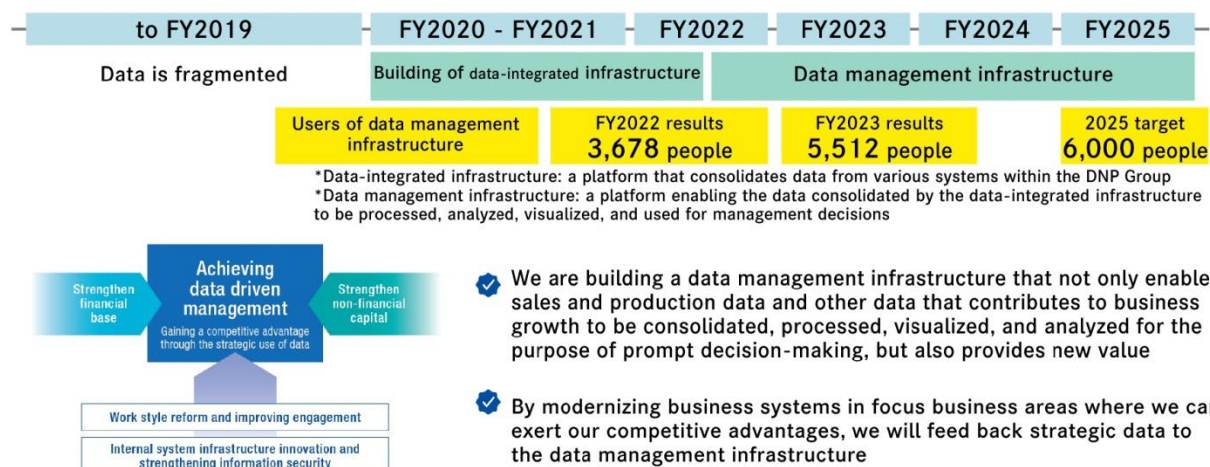 to FY2019
FY2020 - FY2021
FY2022
FY2023
FY2024
FY2025
Data is fragmented
Building of data-integrated infrastructure
Data management infrastructure
Users of data management
infrastructure
FY2022 results
3,678 people
FY2023 results
5,512 people
2025 target
6,000 people
*Data-integrated infrastructure: a platform that consolidates data from various systems within the DNP Group
*Data management infrastructure: a platform enabling the data consolidated by the data-integrated infrastructure
to be processed, analyzed, visualized, and used for management decisions
Strengthen
financial
base
Achieving
data driven
management
Gaining a competitive advantage
through the strategic use of data
Strengthen
non-financial
capital
Work style reform and improving engagement
Internal system infrastructure innovation and
strengthening information security
We are building a data management infrastructure that not only enable
sales and production data and other data that contributes to business
growth to be consolidated, processed, visualized, and analyzed for the
purpose of prompt decision-making, but also provides new value
By modernizing business systems in focus business areas where we ca
exert our competitive advantages, we will feed back strategic data to
the data management infrastructure